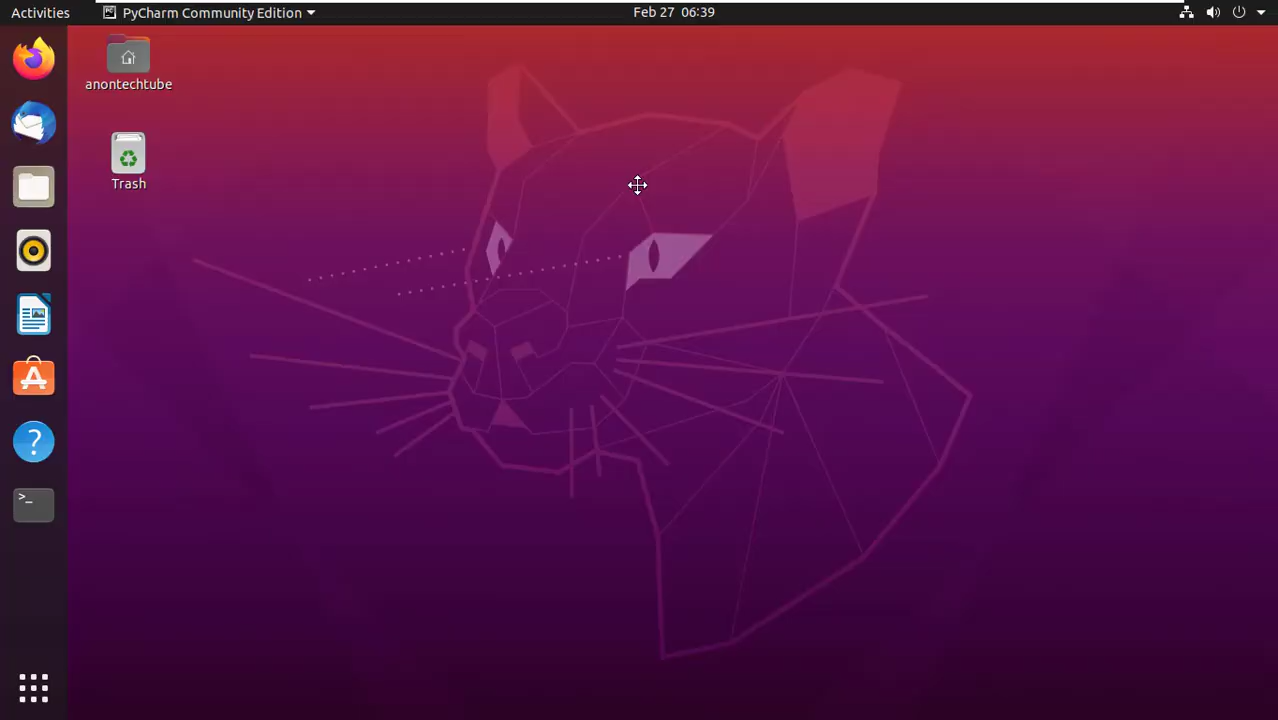 Activities
PyCharm Community Edition
Feb 27 06:39
anontechtube
Trash